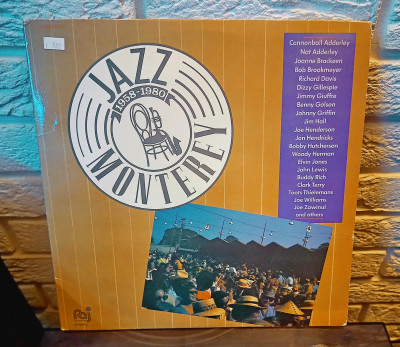 JAZZ
1958-1980
MONTEREY
Cannonball Adderley
Nat Adderley
Joanne Brackeen
Bob Brookmeyer
Richard Davis
Dizzy Gillespie
Jimmy Giuffre
Benny Golson
Johnny Griffin
Jim Hall
Joe Henderson
Jon Hendricks
Bobby Hutcherson
Woody Herman
Elvin Jones
John Lewis
Buddy Rich
Clark Terry
Toots Thielemans
Joe Williams
Joe Zawinul
and others